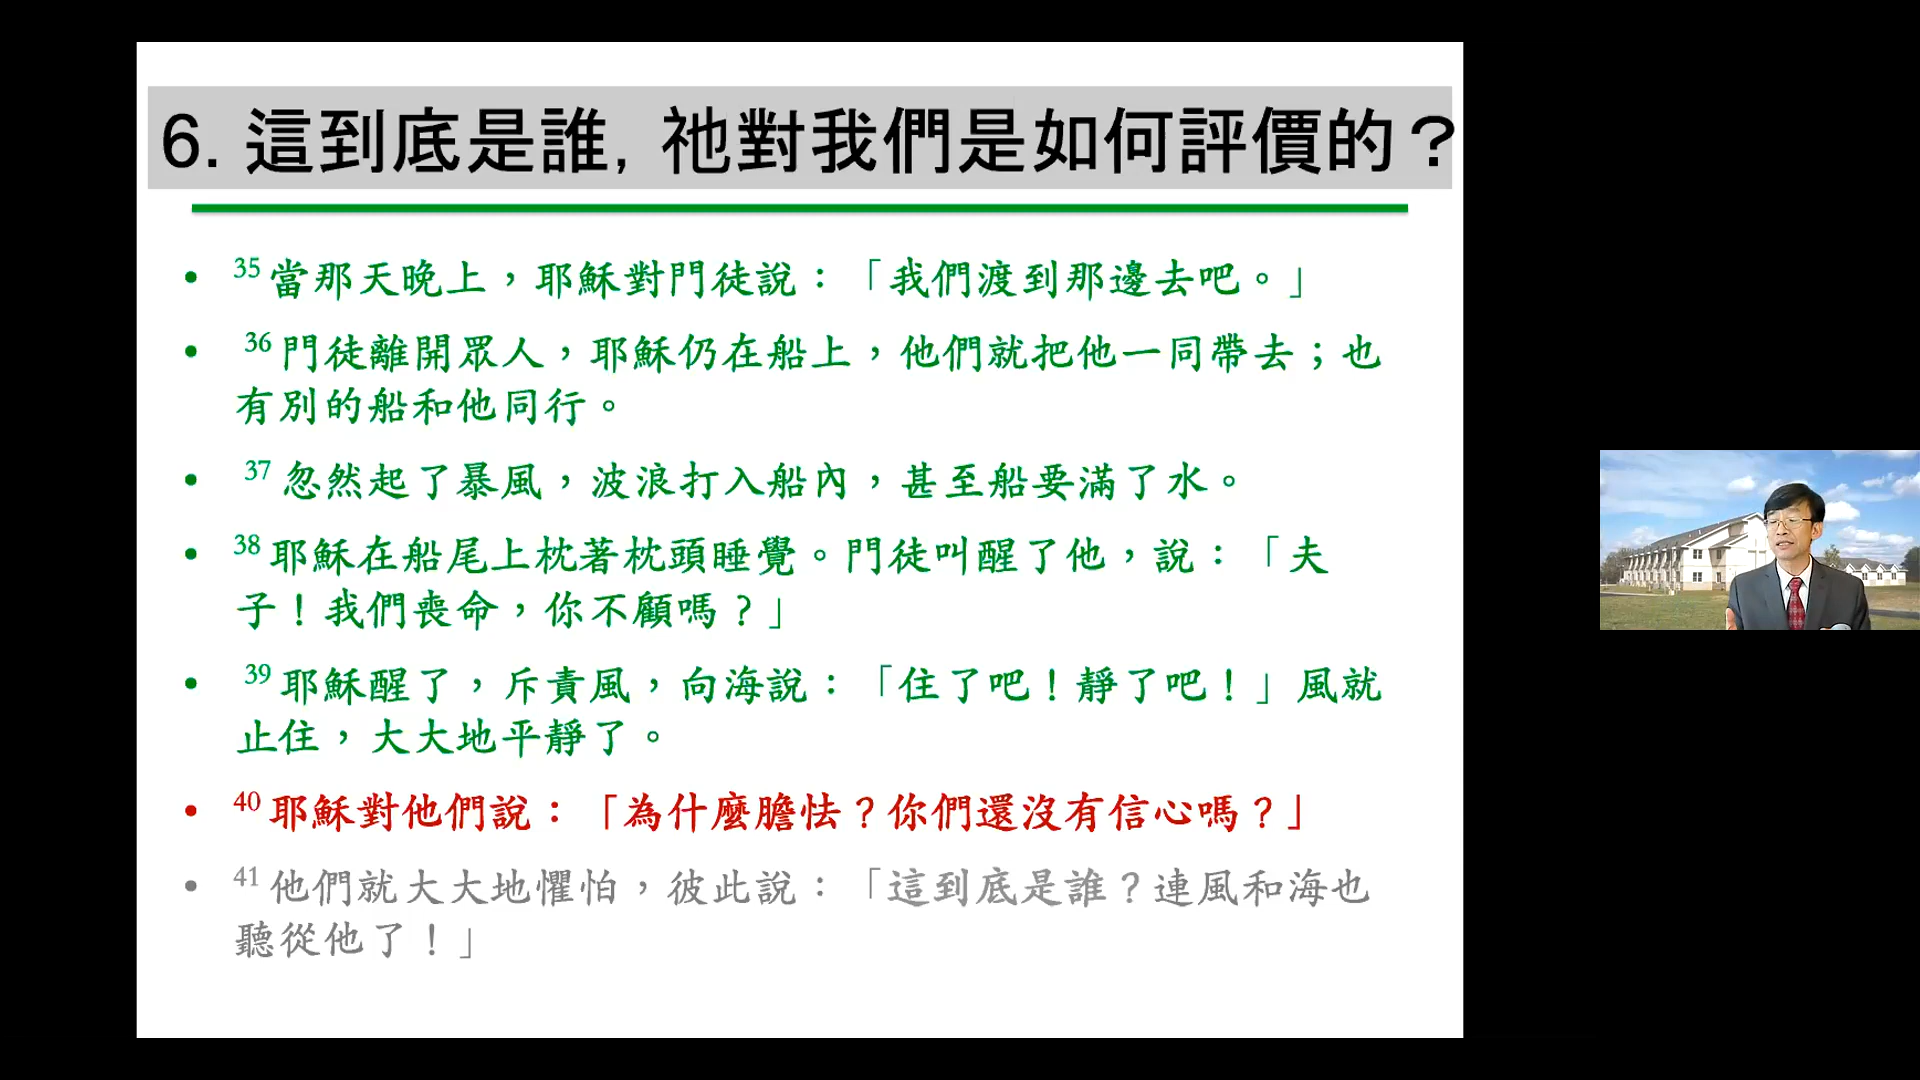 6. 這到底是誰, 祂對我們是如何評價的？
• 35 當那天晚上，耶穌對門徒說：「我們渡到那邊去吧。」
• 36 門徒離開眾人，耶穌仍在船上，他們就把他一同帶去；也
有別的船和他同行。
• 37 忽然起了暴風，波浪打入船內，甚至船要滿了水。
• 38 耶穌在船尾上枕著枕頭睡覺。門徒叫醒了他，說：「夫
子！我們喪命，你不顧嗎？」
• 39 耶穌醒了，斥責風，向海說：「住了吧！靜了吧！」風就
止住，大大地平靜了。
• 40 耶穌對他們說：「為什麼膽怯？你們還沒有信心嗎？」
• 41 他們就大大地懼怕，彼此說：「這到底是誰？連風和海也
聽從他了！」